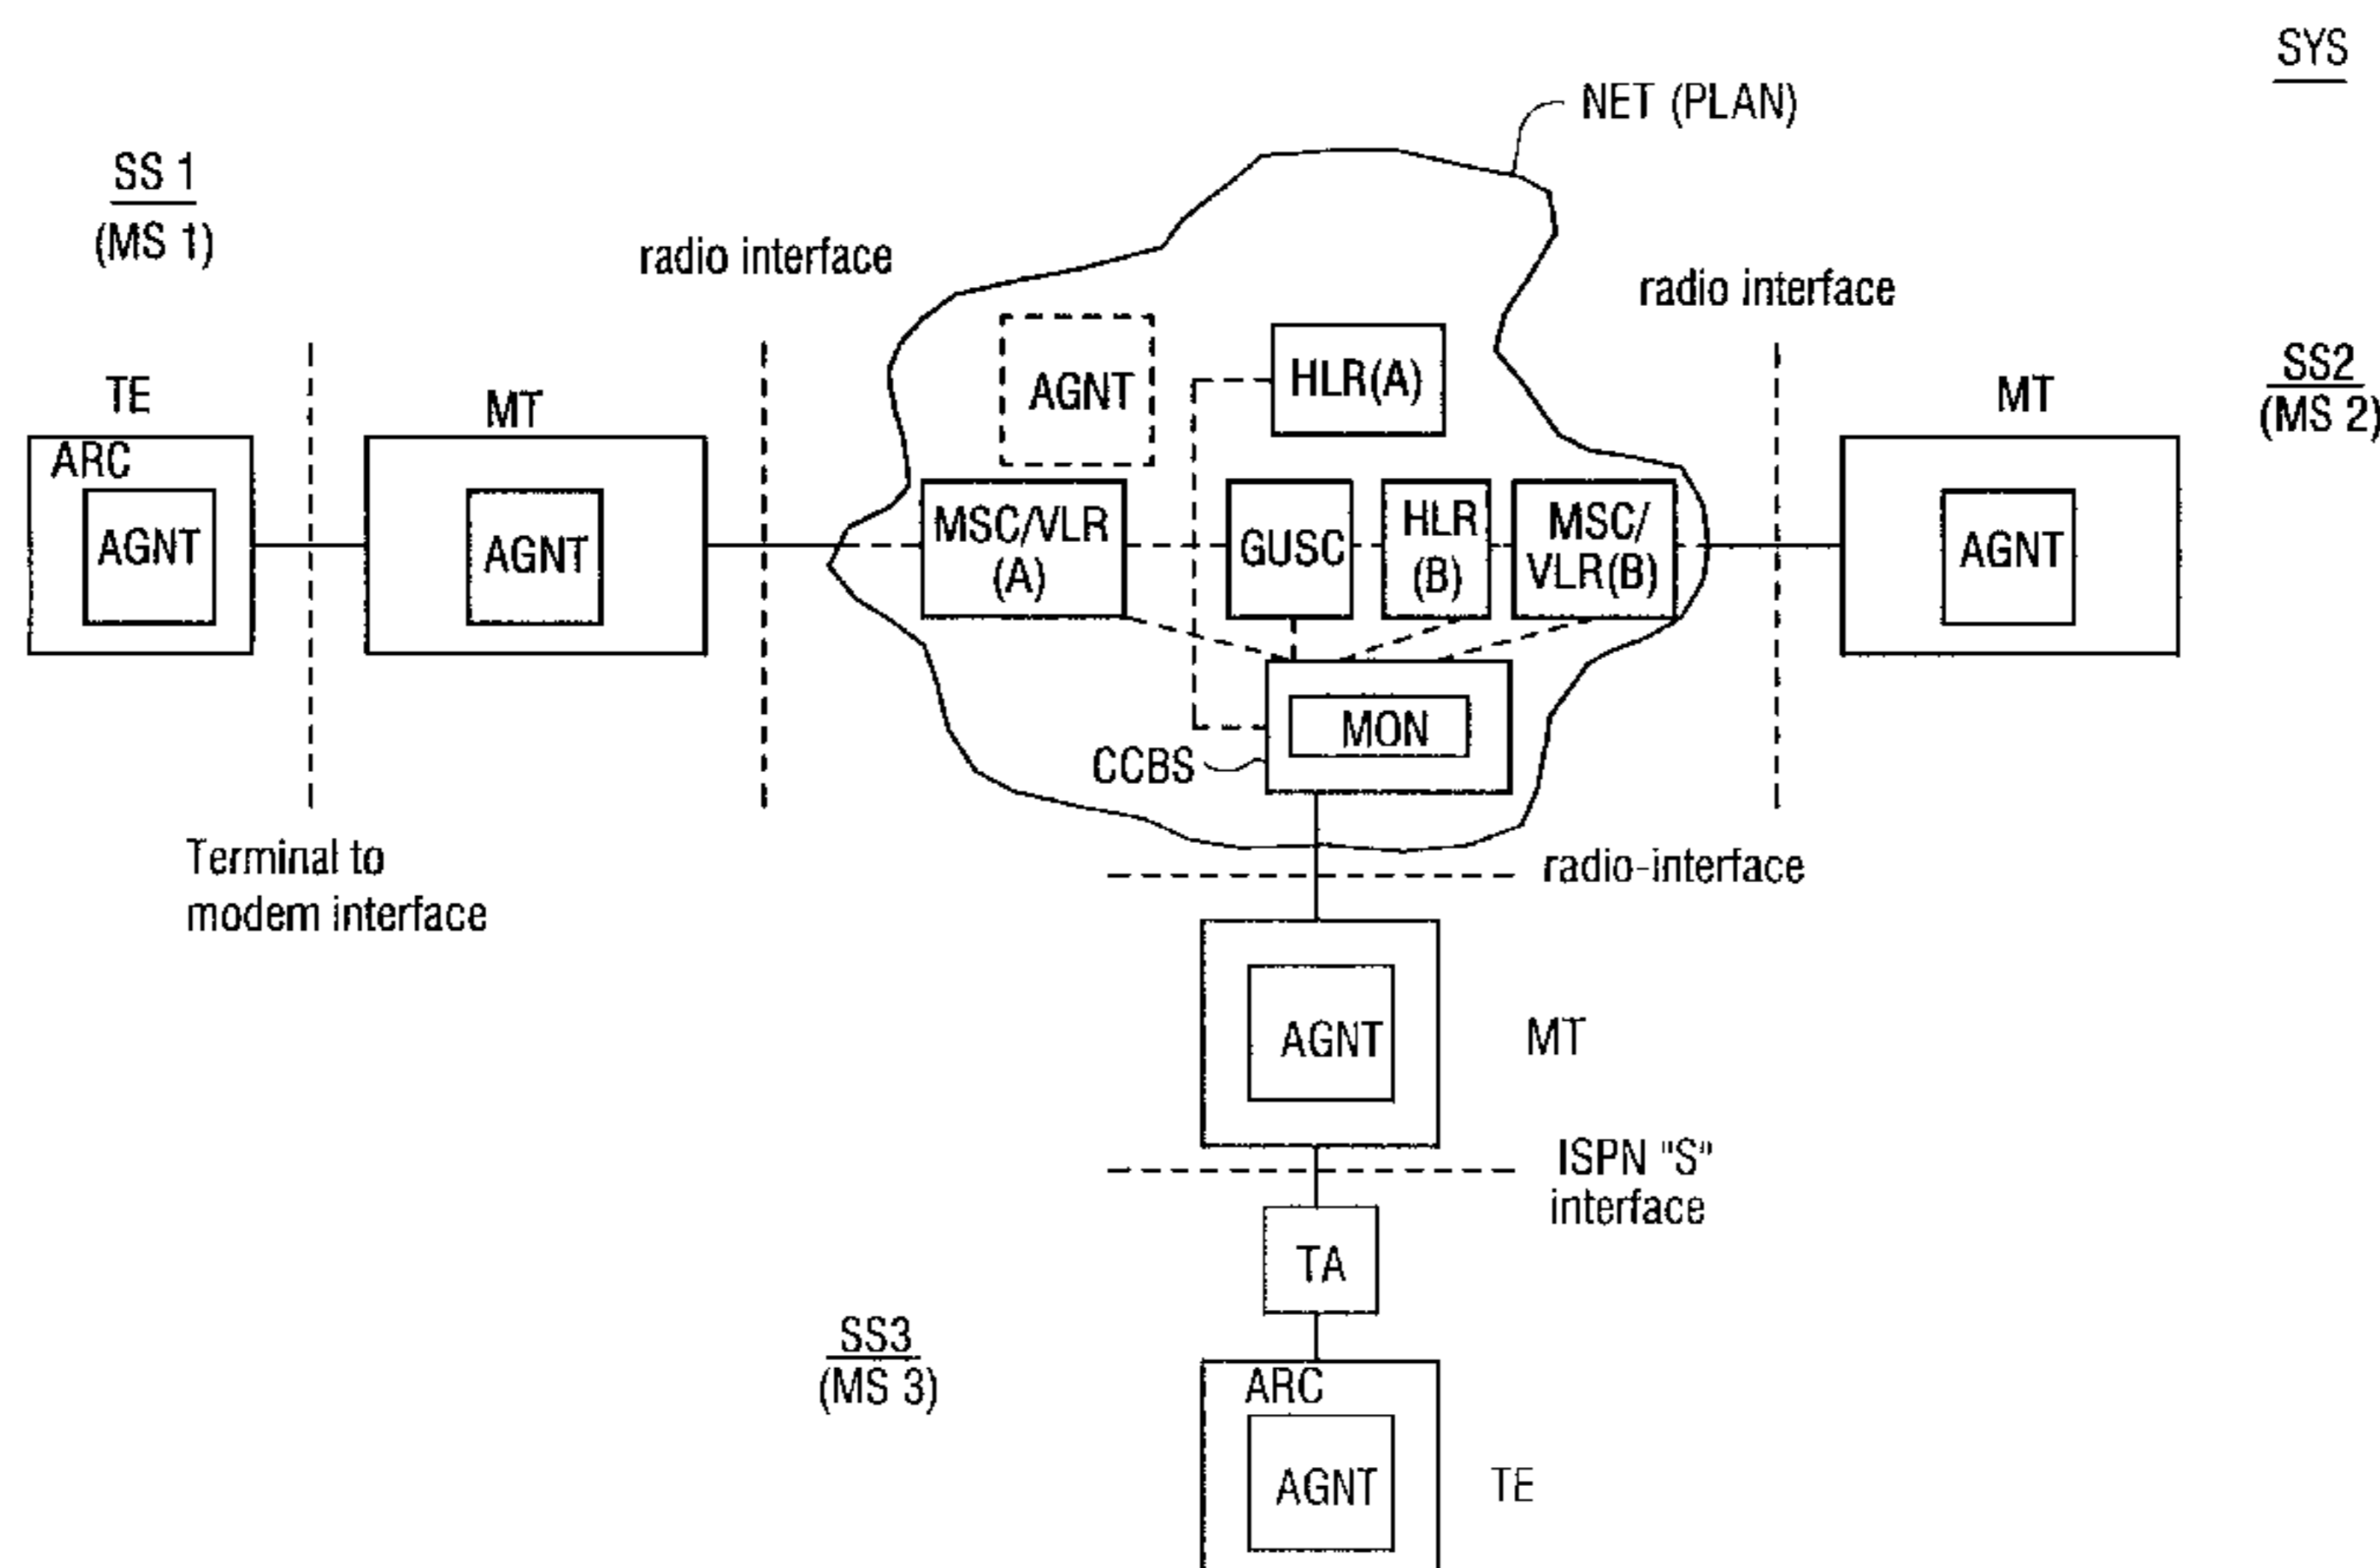 SYS
NET (PLAN)
SS 1
(MS 1)
radio interface
radio interface
AGNT
HLR(A)
SS2
(MS 2)
TE
MT
MT
ARC
AGNT
AGNT
MSC/VLR
(A)
GUSC
HLR
(B)
MSC/
VLR(B)
AGNT
MON
CCBS
Terminal to
modem interface
radio-interface
AGNT
MT
ISPN "S"
interface
TA
SS3
(MS 3)
ARC
AGNT
TE